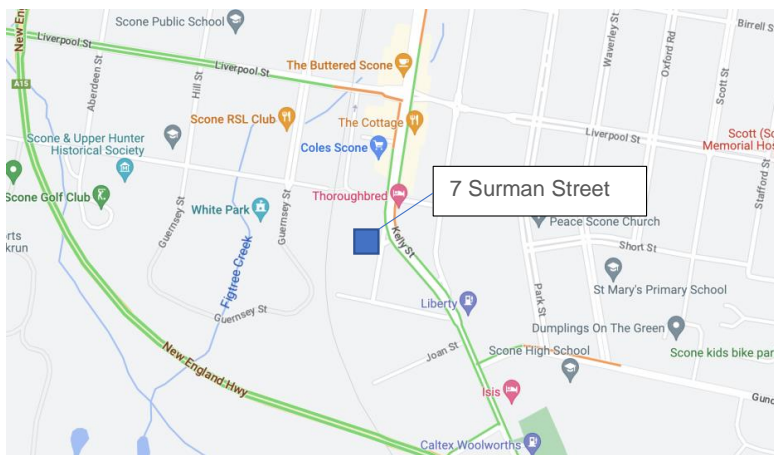 New En
Scone Public School
Birrell S
Liverpool St
Waverley St
Oxford Rd
The Buttered Scone
Liverpool St
A15
Aberdeen St
Hill St
Scott St
Scone RSL Club
The Cottage
Liverpool St
Scott (Sc
Memorial Hos
Scone & Upper Hunter
Historical Society
Coles Scone
Stafford St
7 Surman Street
Scone Golf Club
Thoroughbred
White Park
Guernsey St
Guernsey St
Peace Scone Church
orts
krun
Kelly St
Short St
Figtree Creek
St Mary's Primary School
Park St
Liberty
Guernsey St
Dumplings On The Green
Joan St
Scone High School
Scone kids bike par
New England Hwy
Isis
Gund
Caltex Woolworths